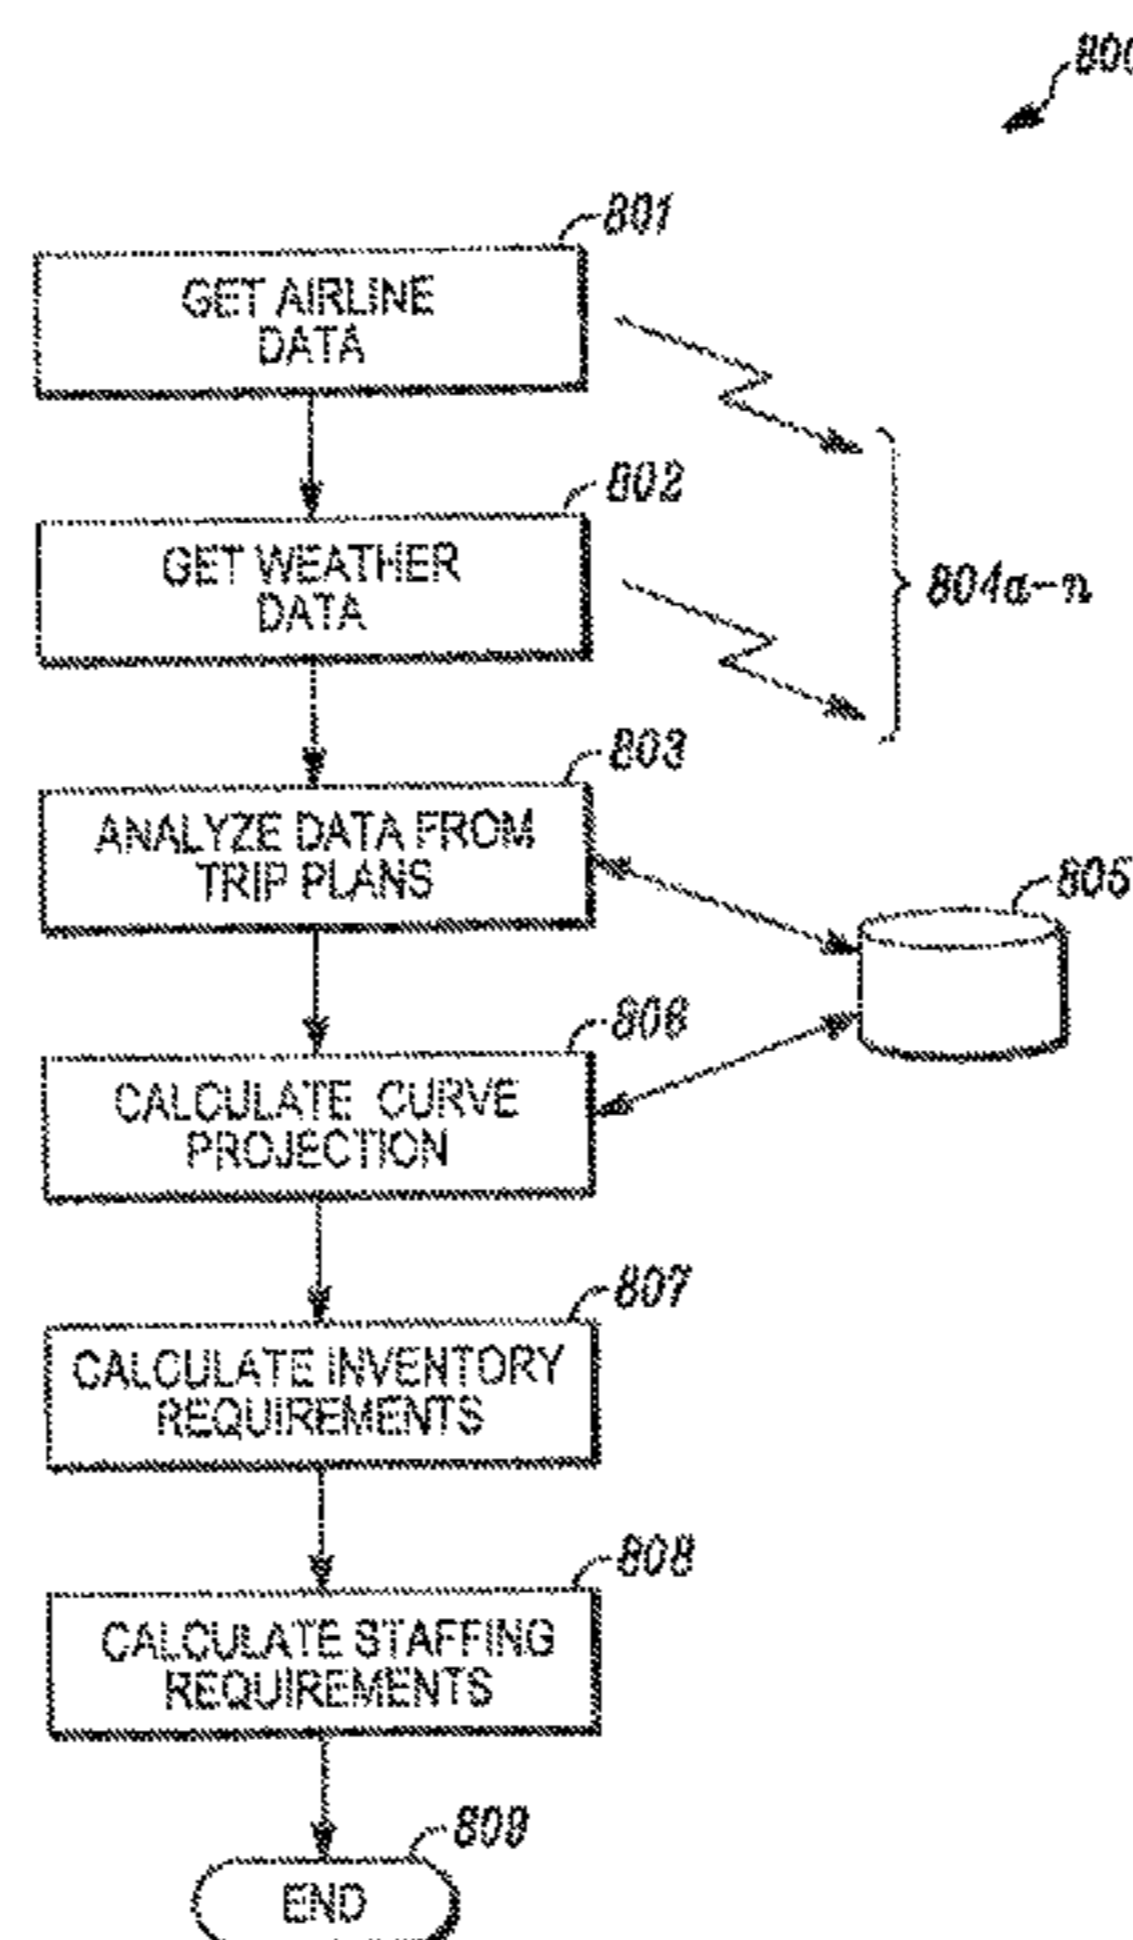 800
801
GET AIRLINE
DATA
802
GET WEATHER
DATA
804a-n
803
ANALYZE DATA FROM
TRIP PLANS
805
806
CALCULATE CURVE
PROJECTION
807
CALCULATE INVENTORY
REQUIREMENTS
808
CALCULATE STAFFING
REQUIREMENTS
809
END